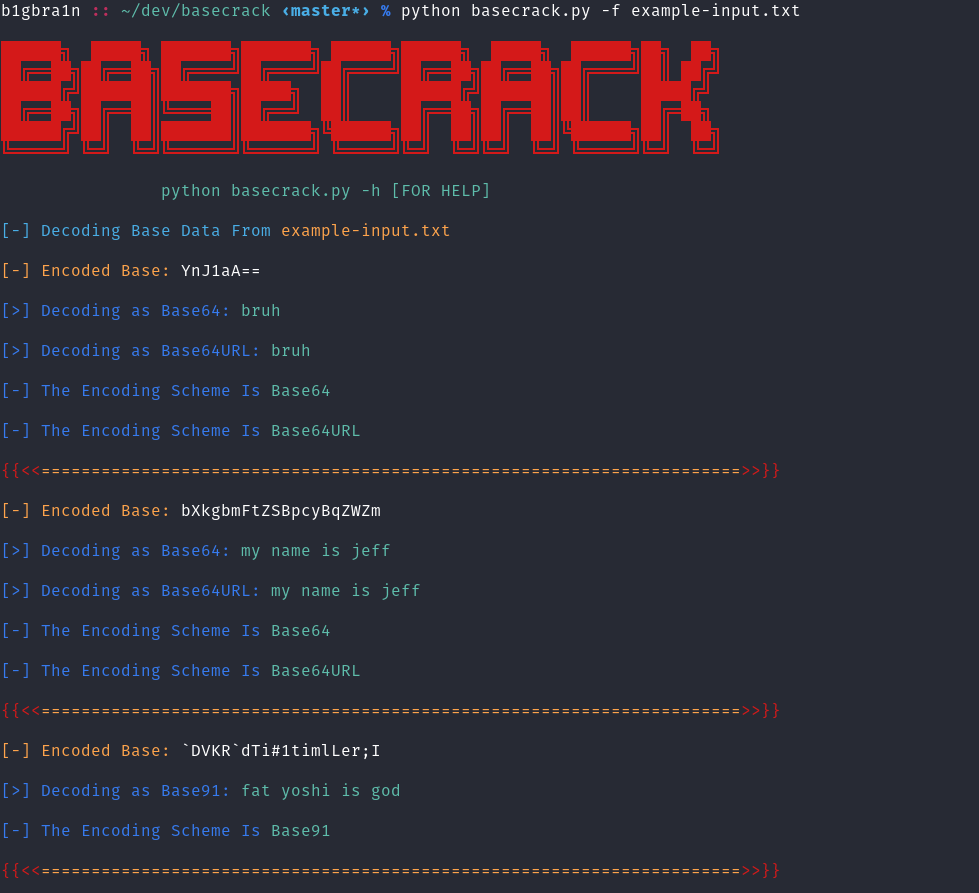 b1gbra1n :: ~/dev/basecrack ‹master*› % python basecrack.py -f example-input.txt
BASECRACK
python basecrack.py -h [FOR HELP]
[-] Decoding Base Data From example-input.txt
[-] Encoded Base: YnJ1aA==
[>] Decoding as Base64: bruh
[>] Decoding as Base64URL: bruh
[-] The Encoding Scheme Is Base64
[-] The Encoding Scheme Is Base64URL
{{<<======================================================================>>}}
[-] Encoded Base: bXkgbmFtZSBpcyBqZWZm
[>] Decoding as Base64: my name is jeff
[>] Decoding as Base64URL: my name is jeff
[-] The Encoding Scheme Is Base64
[-] The Encoding Scheme Is Base64URL
{{<<======================================================================>>}}
[-] Encoded Base: `DVKR`dTi#1timlLer;I
[>] Decoding as Base91: fat yoshi is god
[-] The Encoding Scheme Is Base91
{{<<======================================================================>>}}